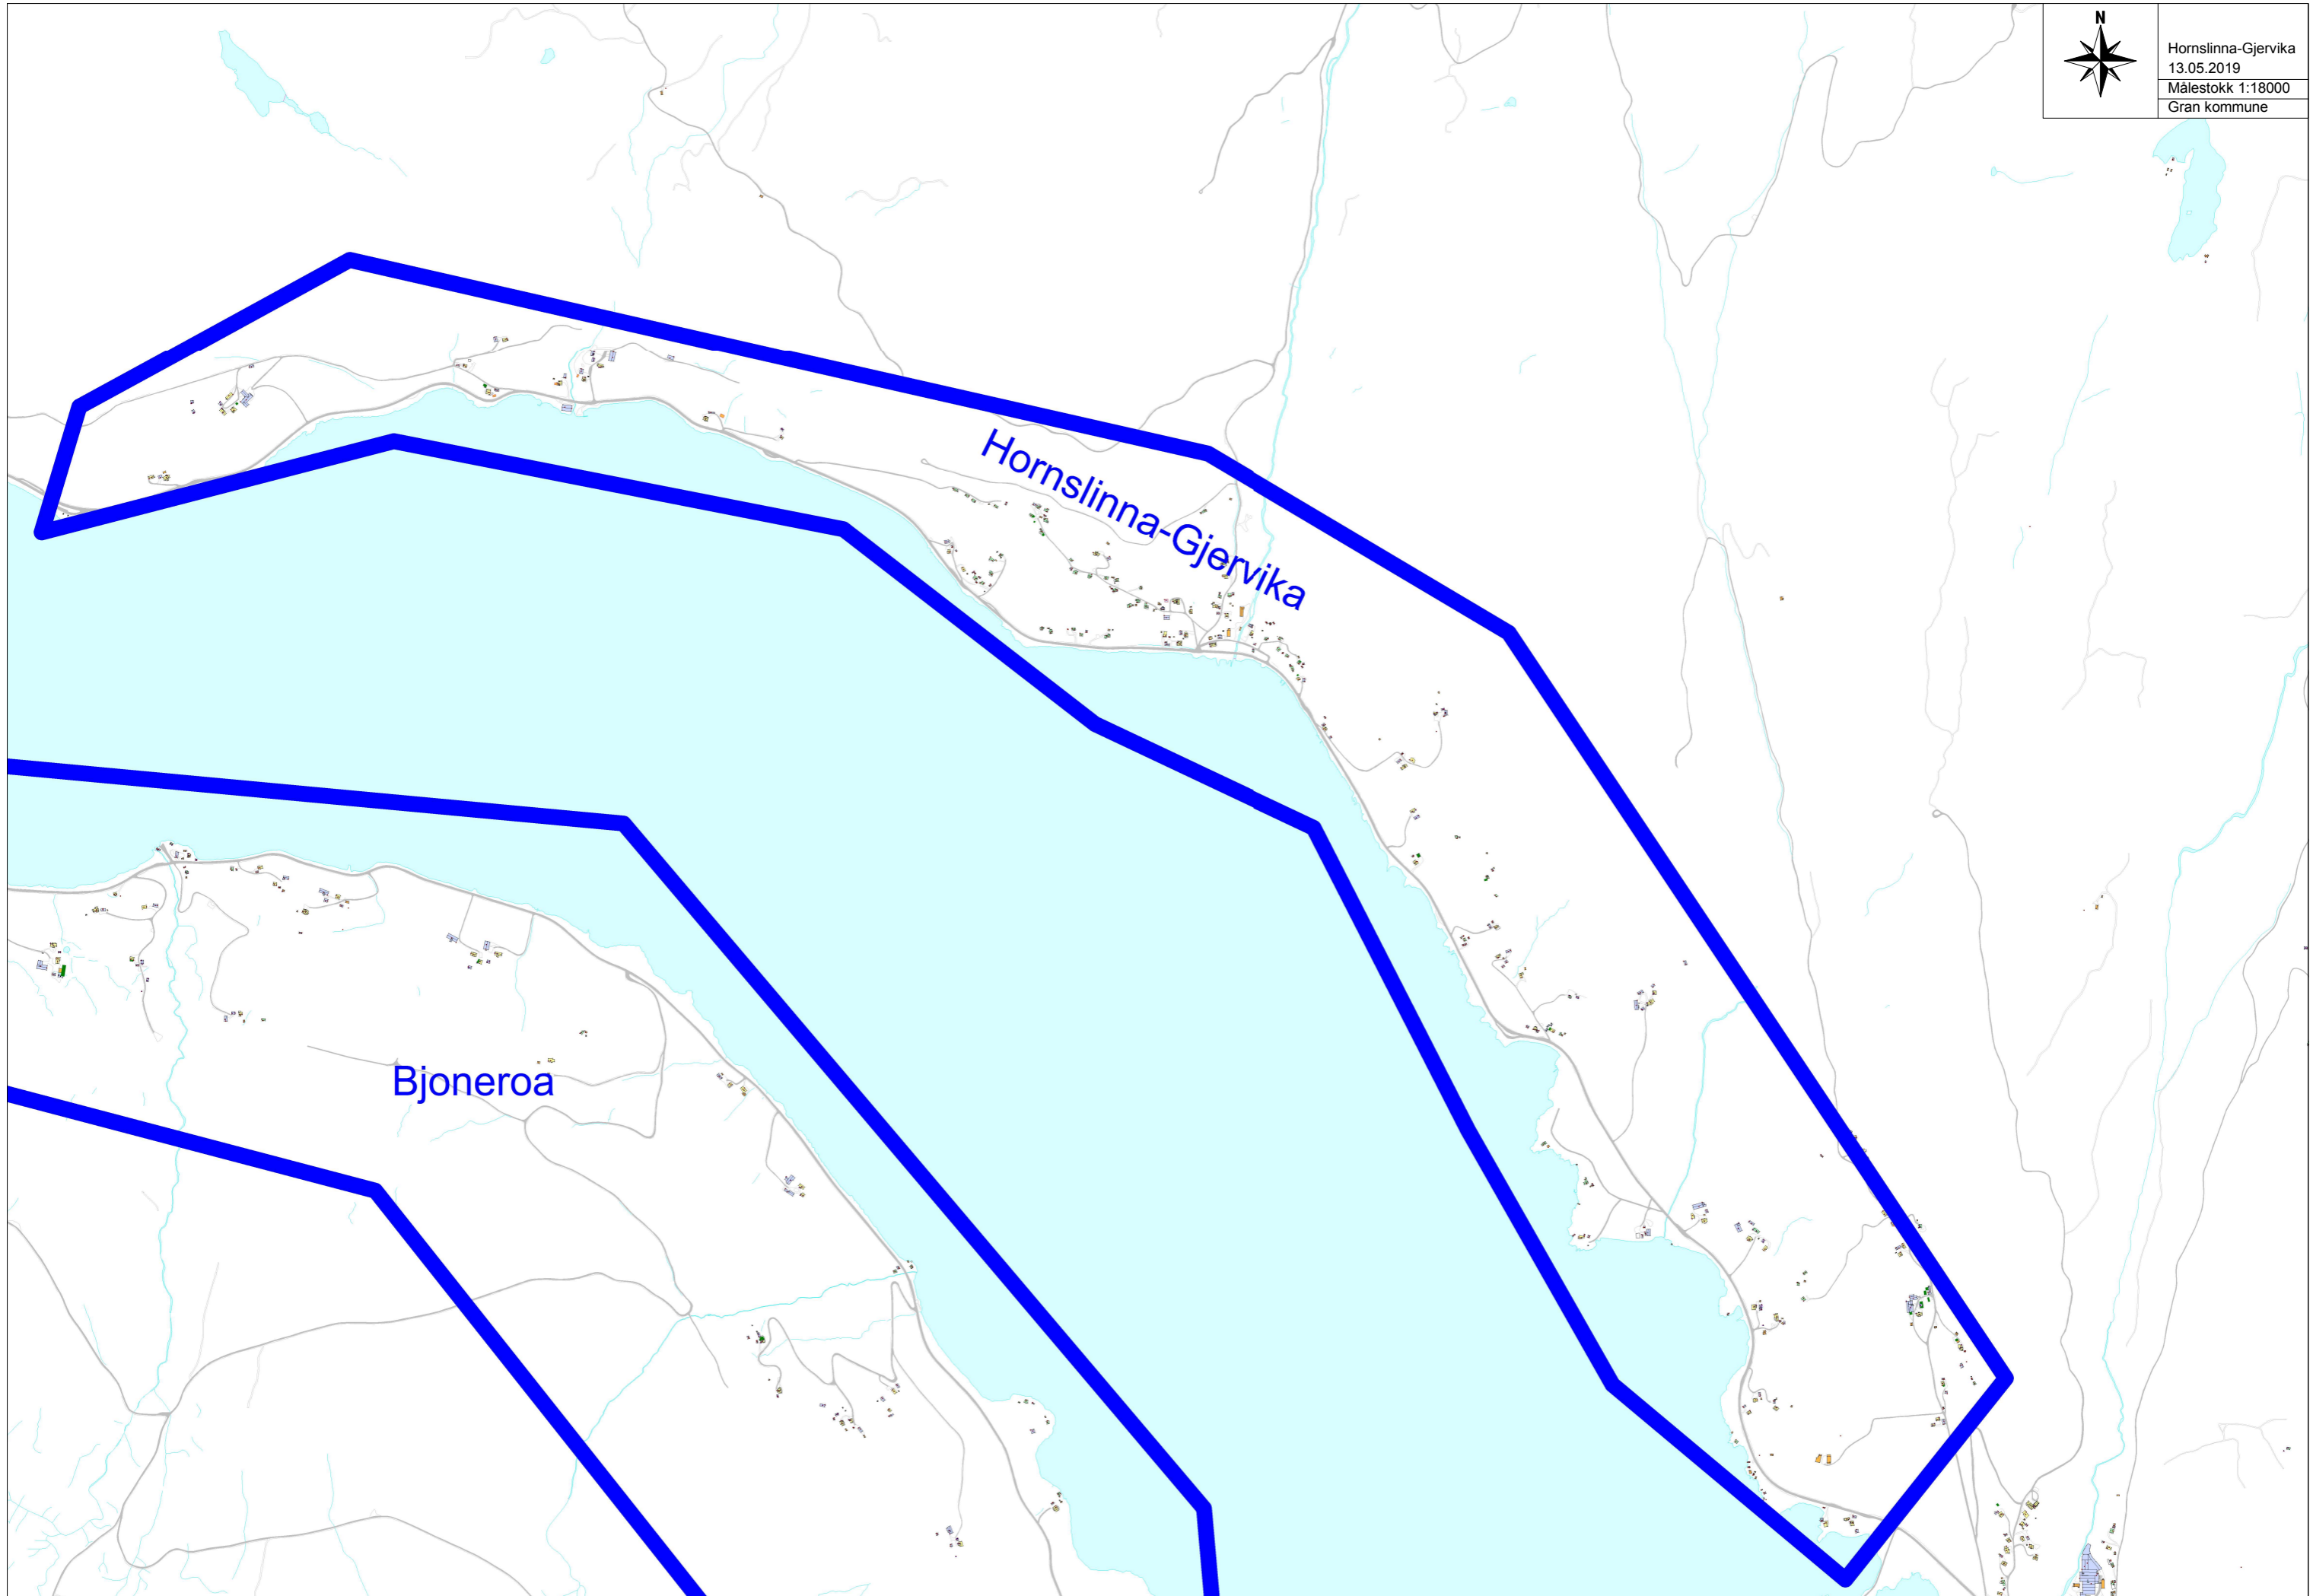 N
Hornslinna-Gjervika
13.05.2019
Målestokk 1:18000
Gran kommune
Hornslinna-Gjervika
Bjoneroa